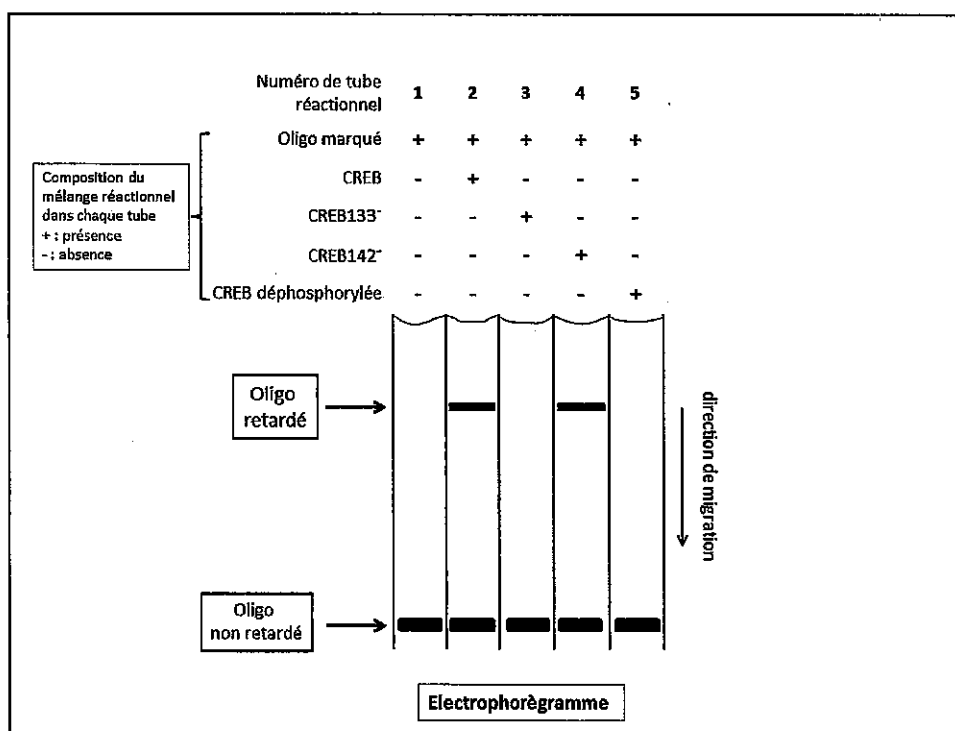 Numéro de tube
réactionnel
1 2 3 4 5
Oligo marqué + + + + +
CREB - + - - -
CREB133⁻ - - + - -
CREB142⁻ - - - + -
CREB déphosphorylée - - - - +
Composition du
mélange réactionnel
dans chaque tube
+ : présence
- : absence
Oligo
retardé
direction de migration
Oligo
non retardé
Electrophorègramme